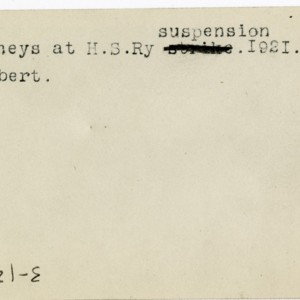 suspension
neys at H.S.Ry strike.1921.
bert.
21-3